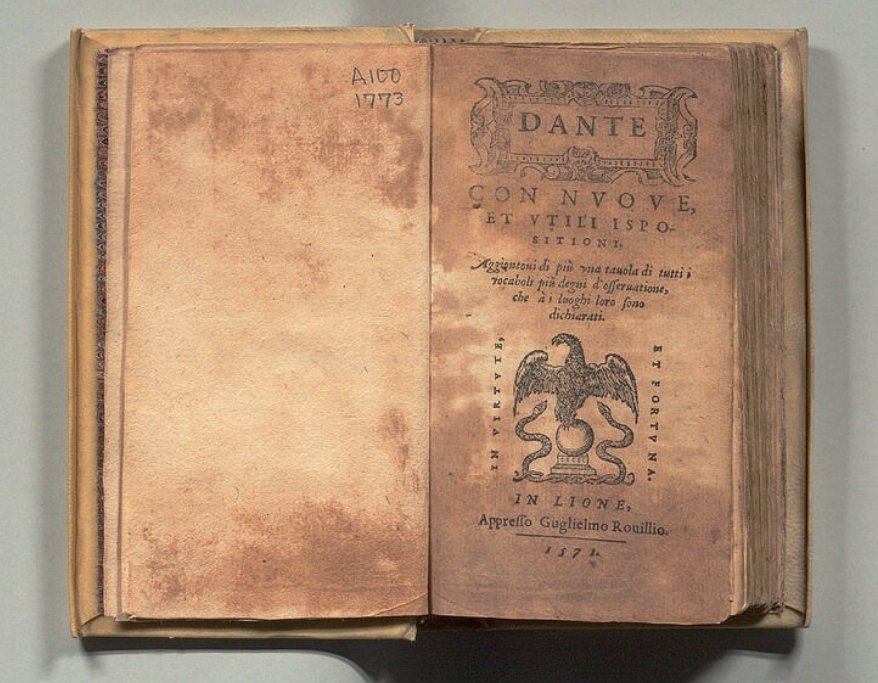 A100
1773
DANTE
CON NVOVE,
ET VTILI ISPO-
SITIONI.
Aggiontoui di più vna tauola di tutti i
vocaboli più degni d'osseruatione,
che à i luoghi loro sono
dichiarati.
IN VIRTVTE,
ET FORTVNA.
IN LIONE,
Appresso Guglielmo Rouillio.
1571.